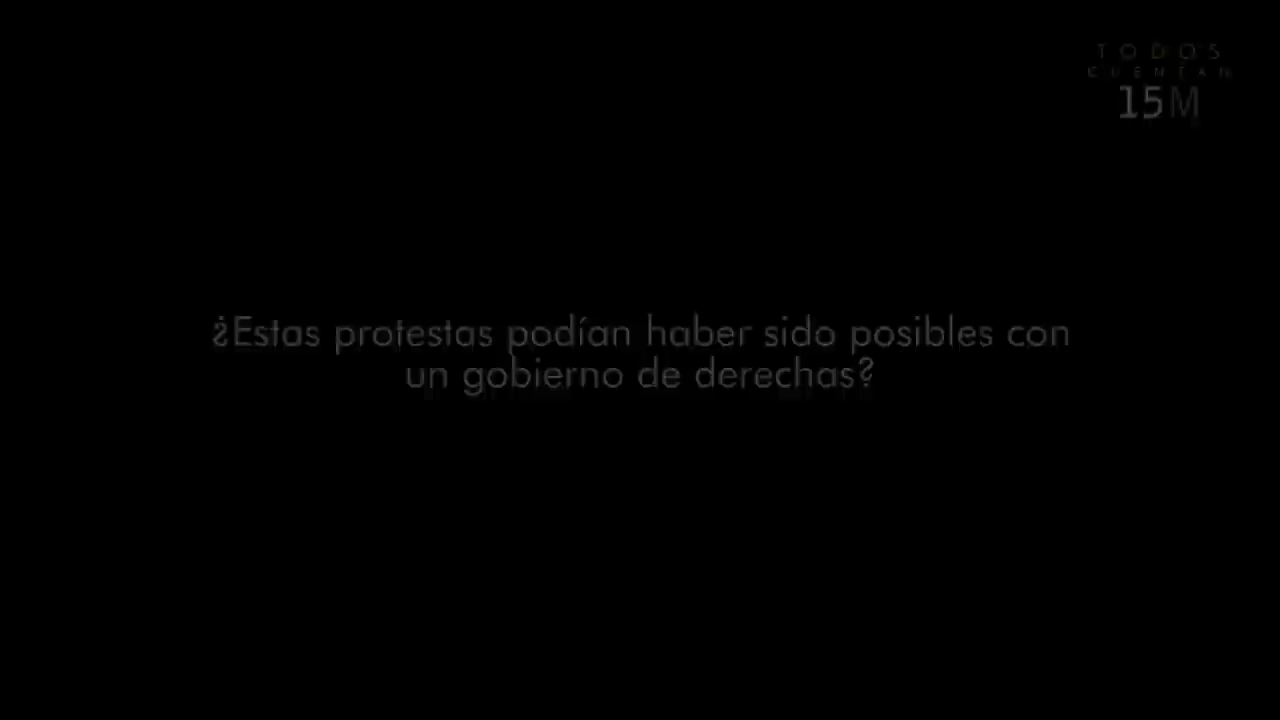 TODOS
CUENTAN
15M
¿Estas protestas podían haber sido posibles con
un gobierno de derechas?